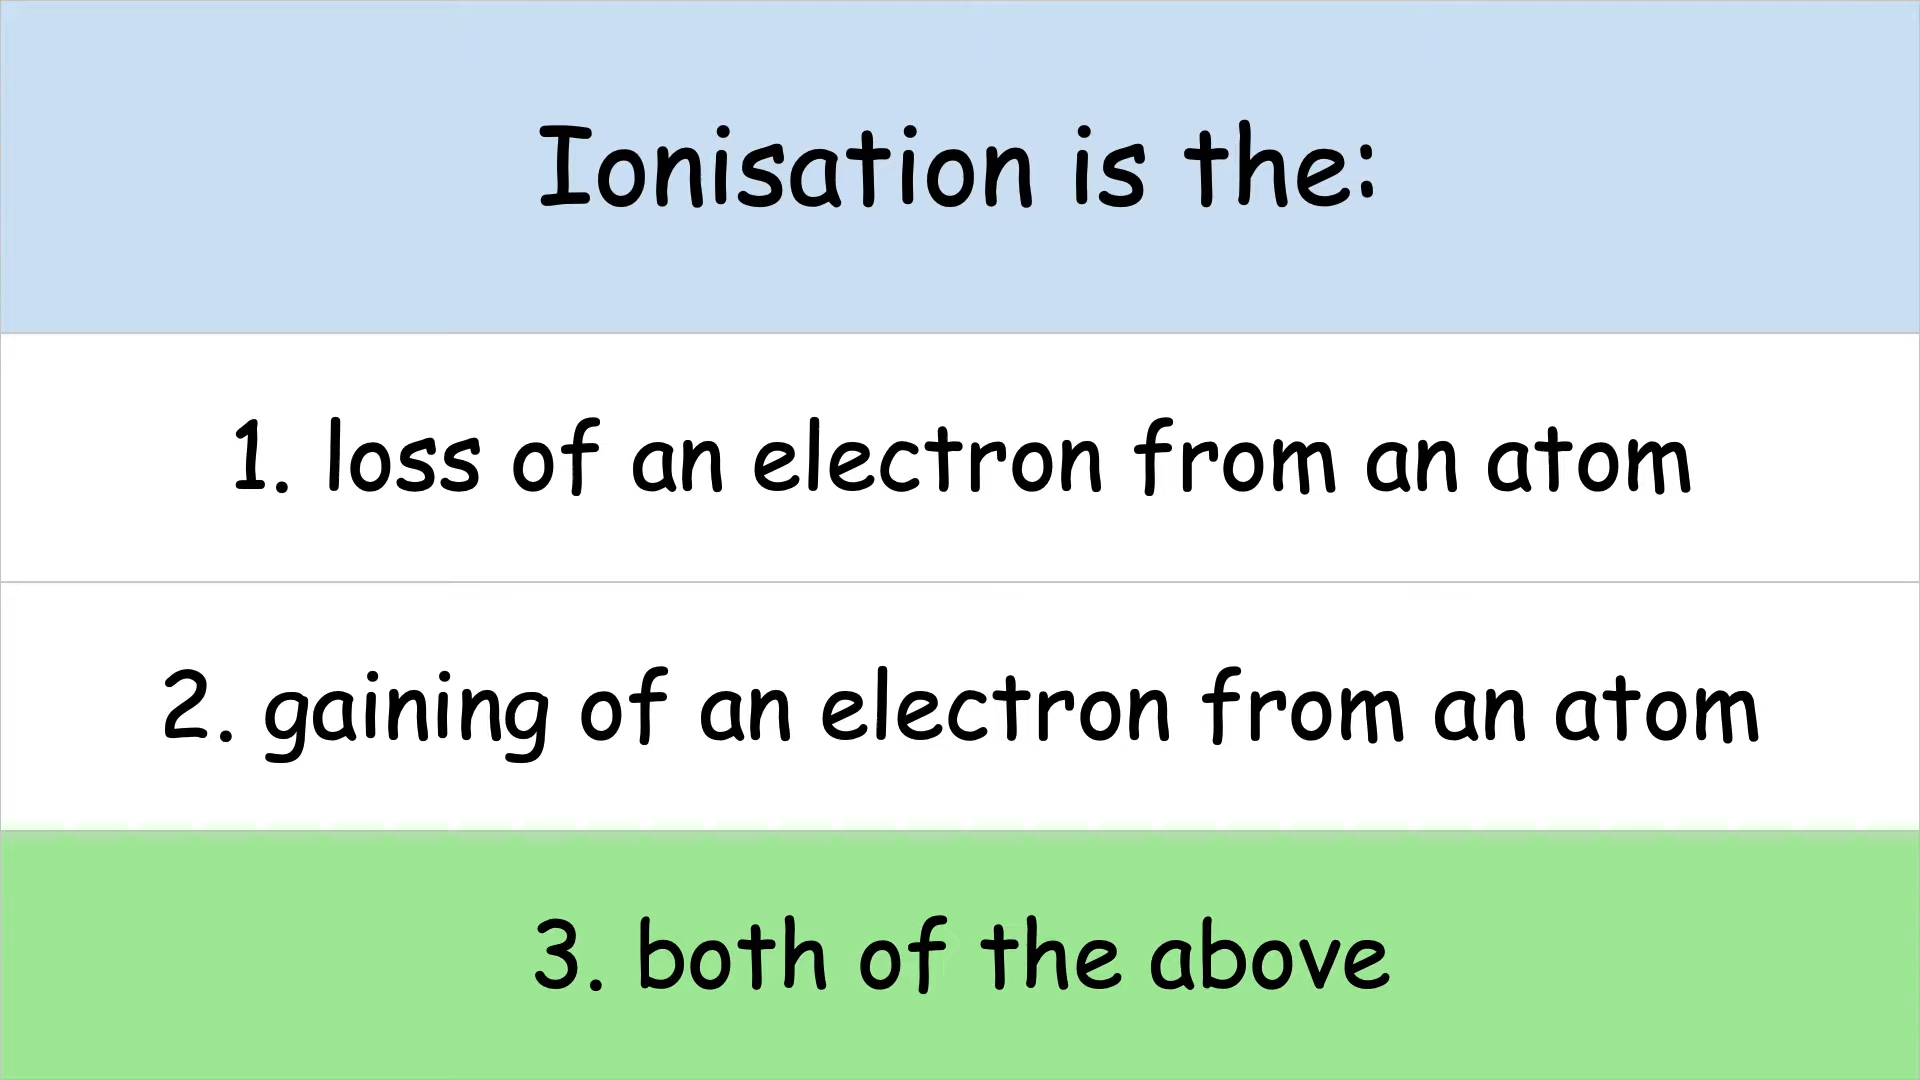 Ionisation is the:
1. loss of an electron from an atom
2. gaining of an electron from an atom
3. both of the above